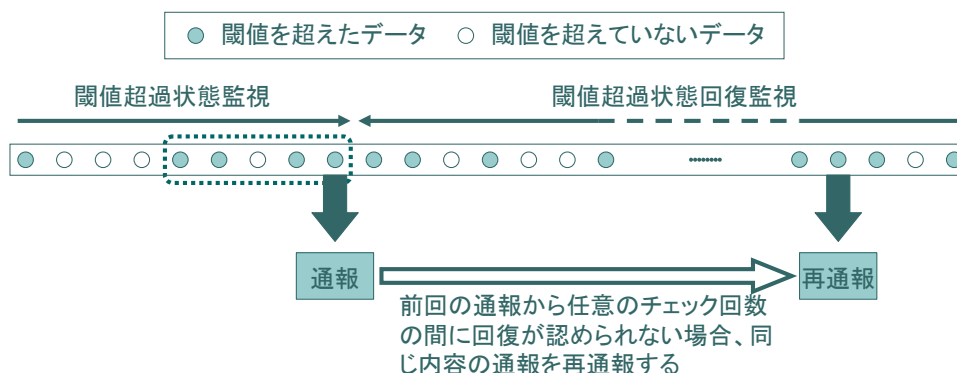 閾値を超えたデータ 閾値を超えていないデータ
閾値超過状態監視 閾値超過状態回復監視
通報 再通報
前回の通報から任意のチェック回数
の間に回復が認められない場合、同
じ内容の通報を再通報する